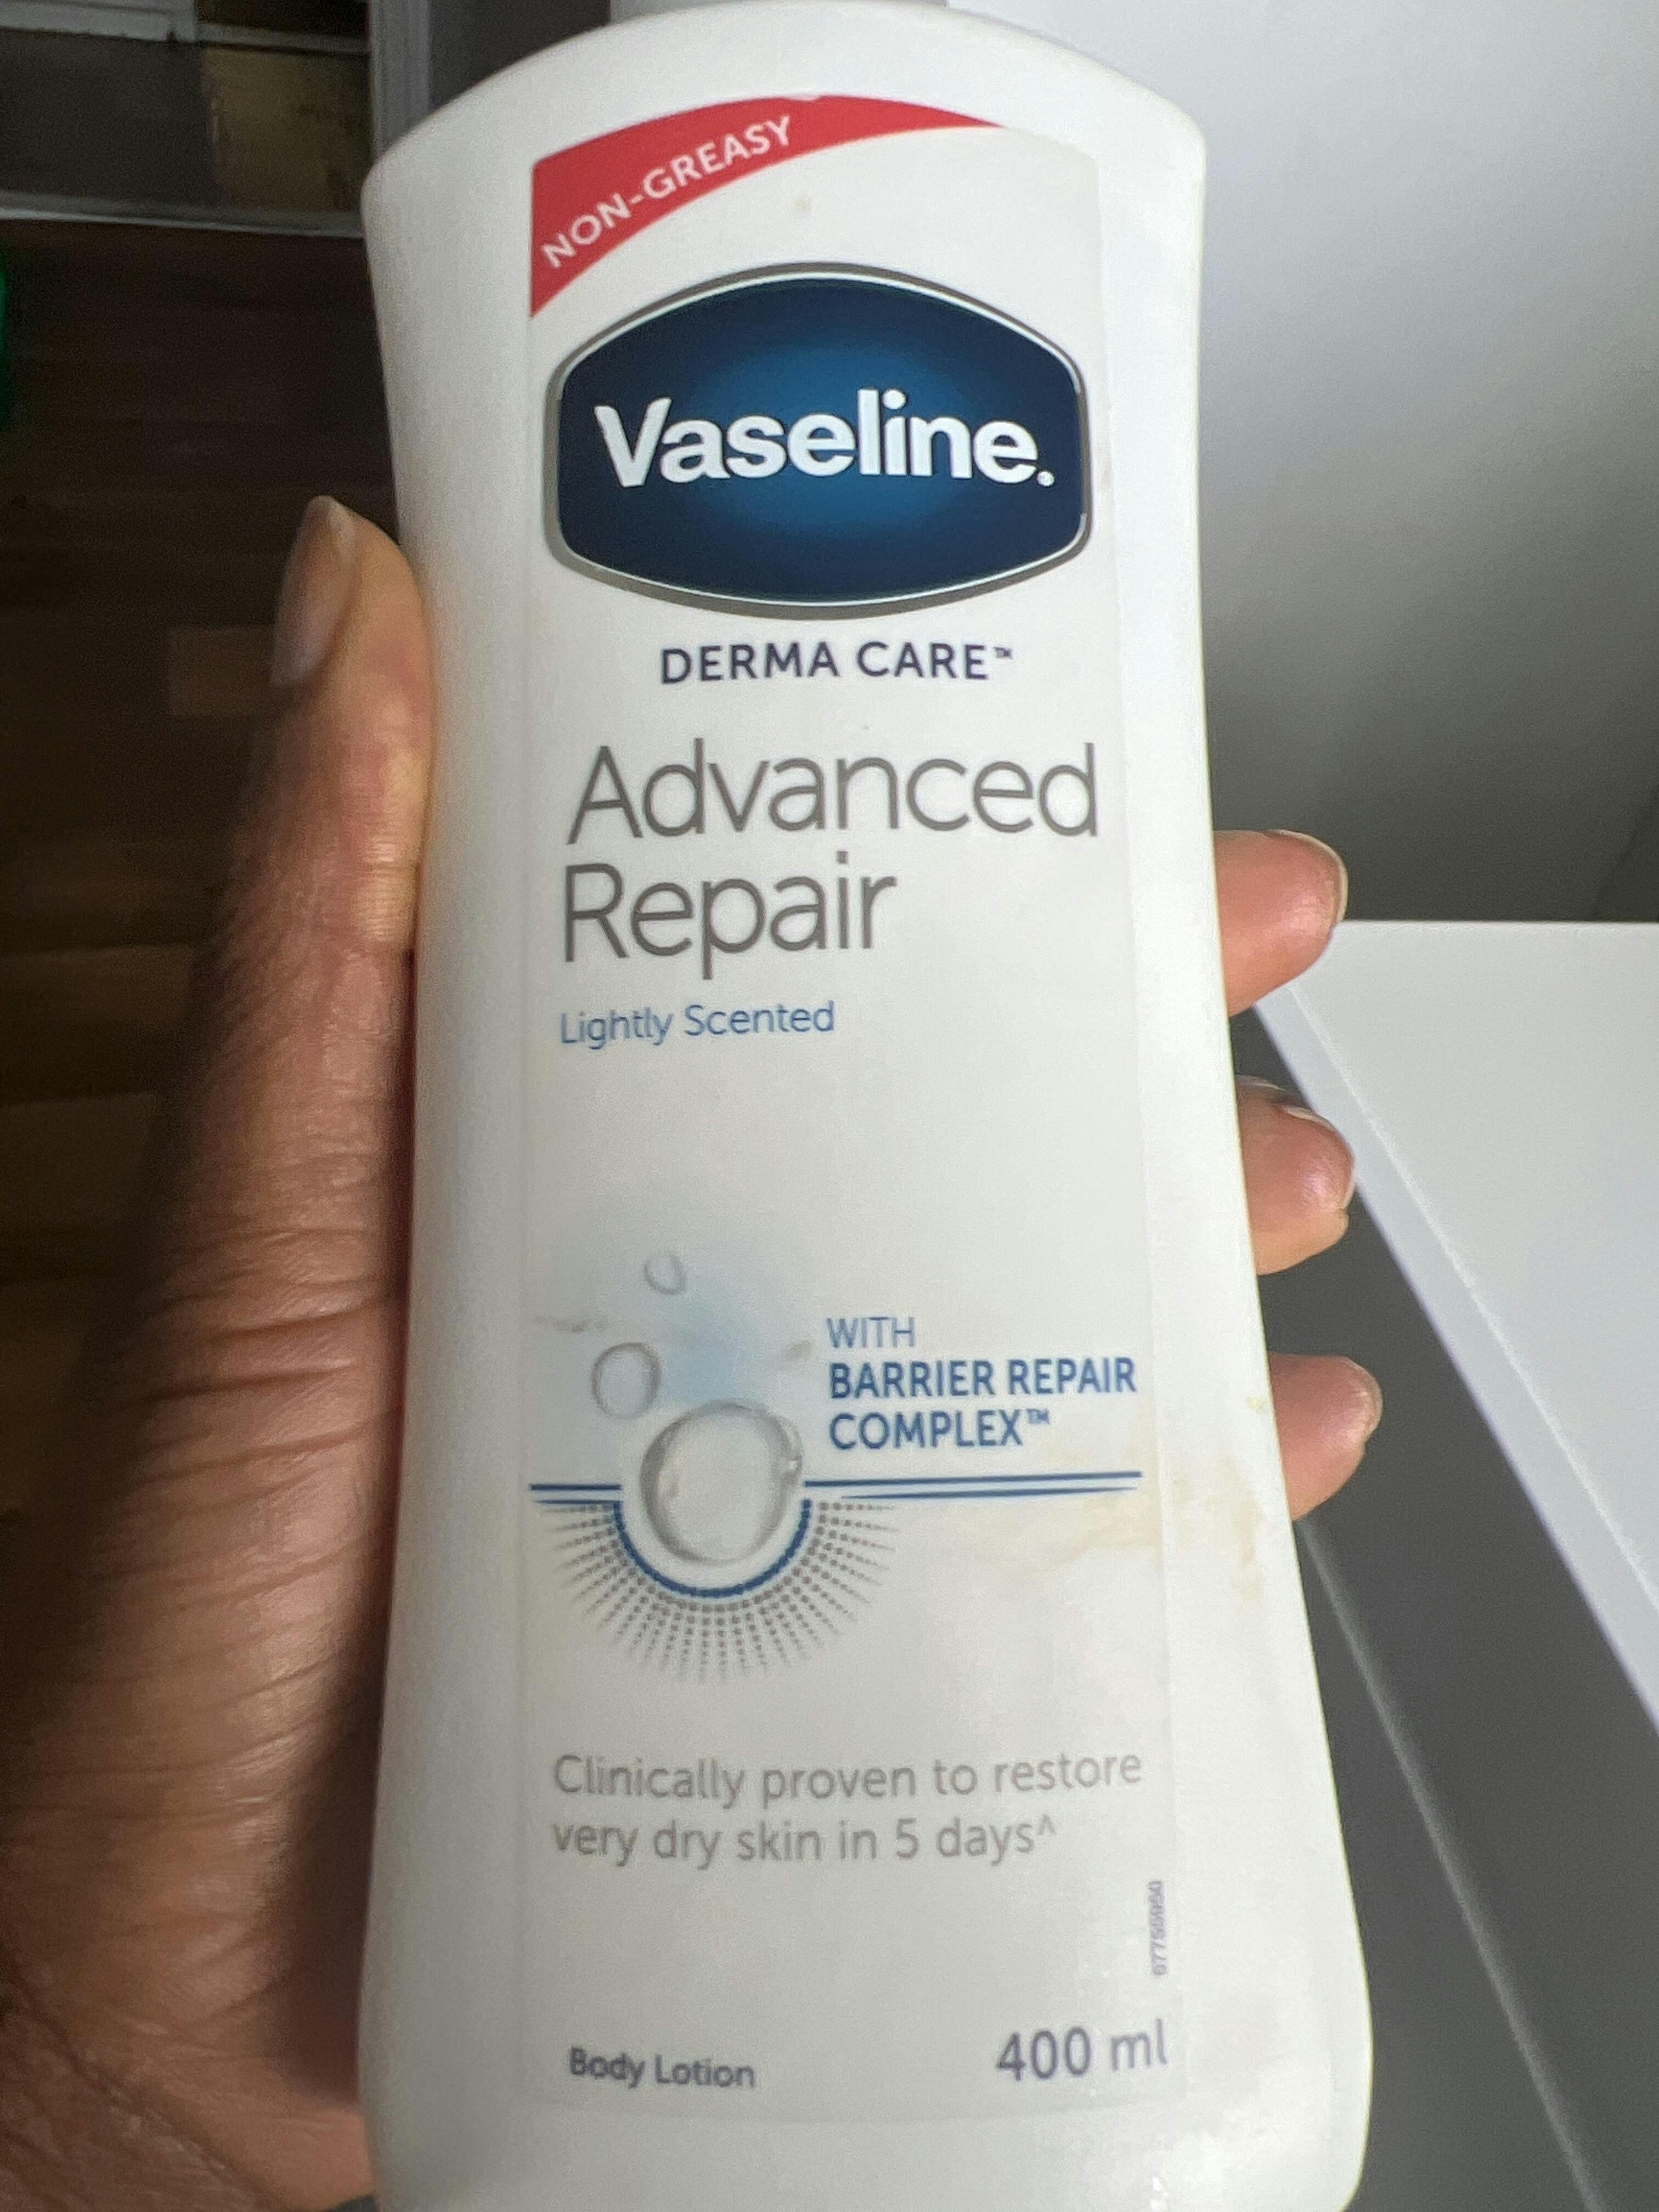 NON-GREASY
Vaseline.
DERMA CARE™
Advanced
Repair
Lightly Scented
WITH
BARRIER REPAIR
COMPLEX™
Clinically proven to restore
very dry skin in 5 days^
Body Lotion
400 ml